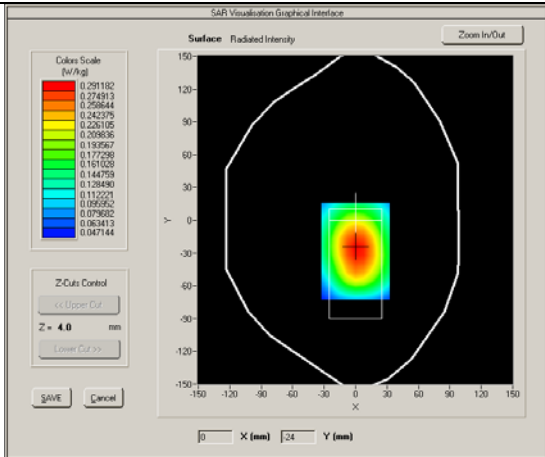 SAR Visualisation Graphical Interface
Surface Radiated Intensity
Zoom In/Out
Colors Scale
(W/kg)
0.291182
0.274913
0.258644
0.242375
0.226105
0.209836
0.193567
0.177298
0.161028
0.144759
0.128490
0.112221
0.095952
0.079682
0.063413
0.047144
Z-Cuts Control
<< Upper Cut
Z = 4.0 mm
Lower Cut >>
SAVE Cancel
150
120
90
60
30
0
-30
-60
-90
-120
-150
Y
-150 -120 -90 -60 -30 0 30 60 90 120 150
X
0 X (mm) -24 Y (mm)